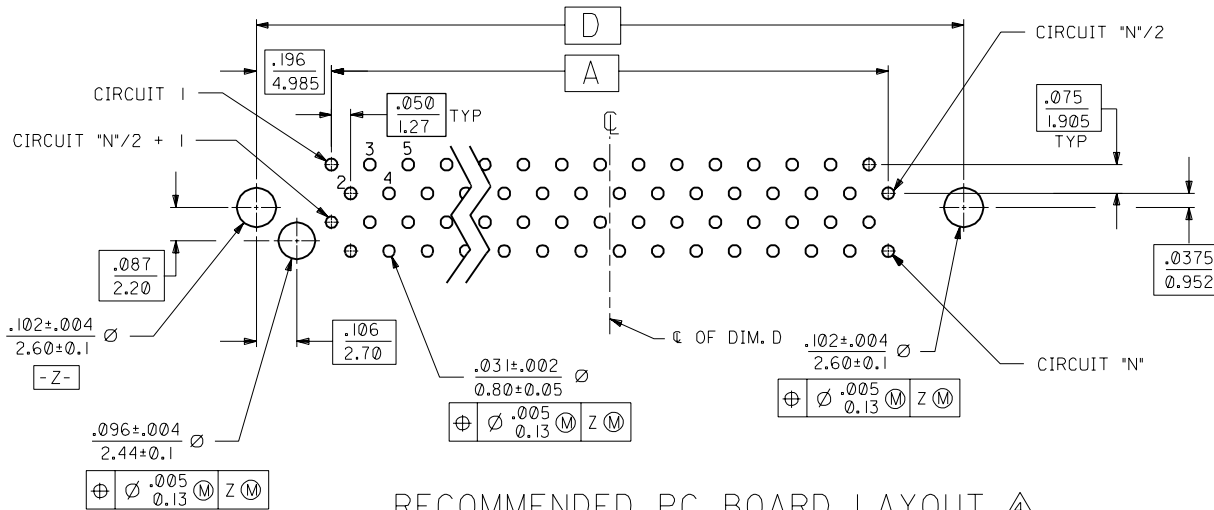 D
CIRCUIT "N"/2
.196
4.985
A
CIRCUIT 1
.050
1.27
TYP
.075
1.905
TYP
CIRCUIT "N"/2 + 1
℄
3
5
2
4
.087
2.20
.0375
0.952
.102±.004
2.60±0.1
Ø
-Z-
.106
2.70
℄ OF DIM.D
.102±.004
2.60±0.1
Ø
CIRCUIT "N"
.031±.002
0.80±0.05
Ø
⌖ Ø .005 Ⓜ Z Ⓜ
0.13
⌖ Ø .005 Ⓜ Z Ⓜ
0.13
.096±.004
2.44±0.1
Ø
⌖ Ø .005 Ⓜ Z Ⓜ
0.13
RECOMMENDED PC BOARD LAYOUT 4